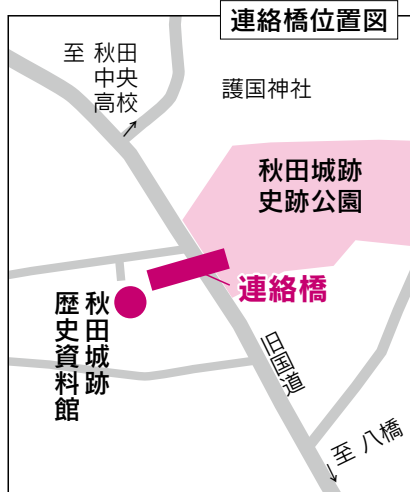 連絡橋位置図
至 秋田
中央
高校
護国神社
秋田城跡
史跡公園
連絡橋
秋田城跡
歴史資料館
旧国道
至 八橋